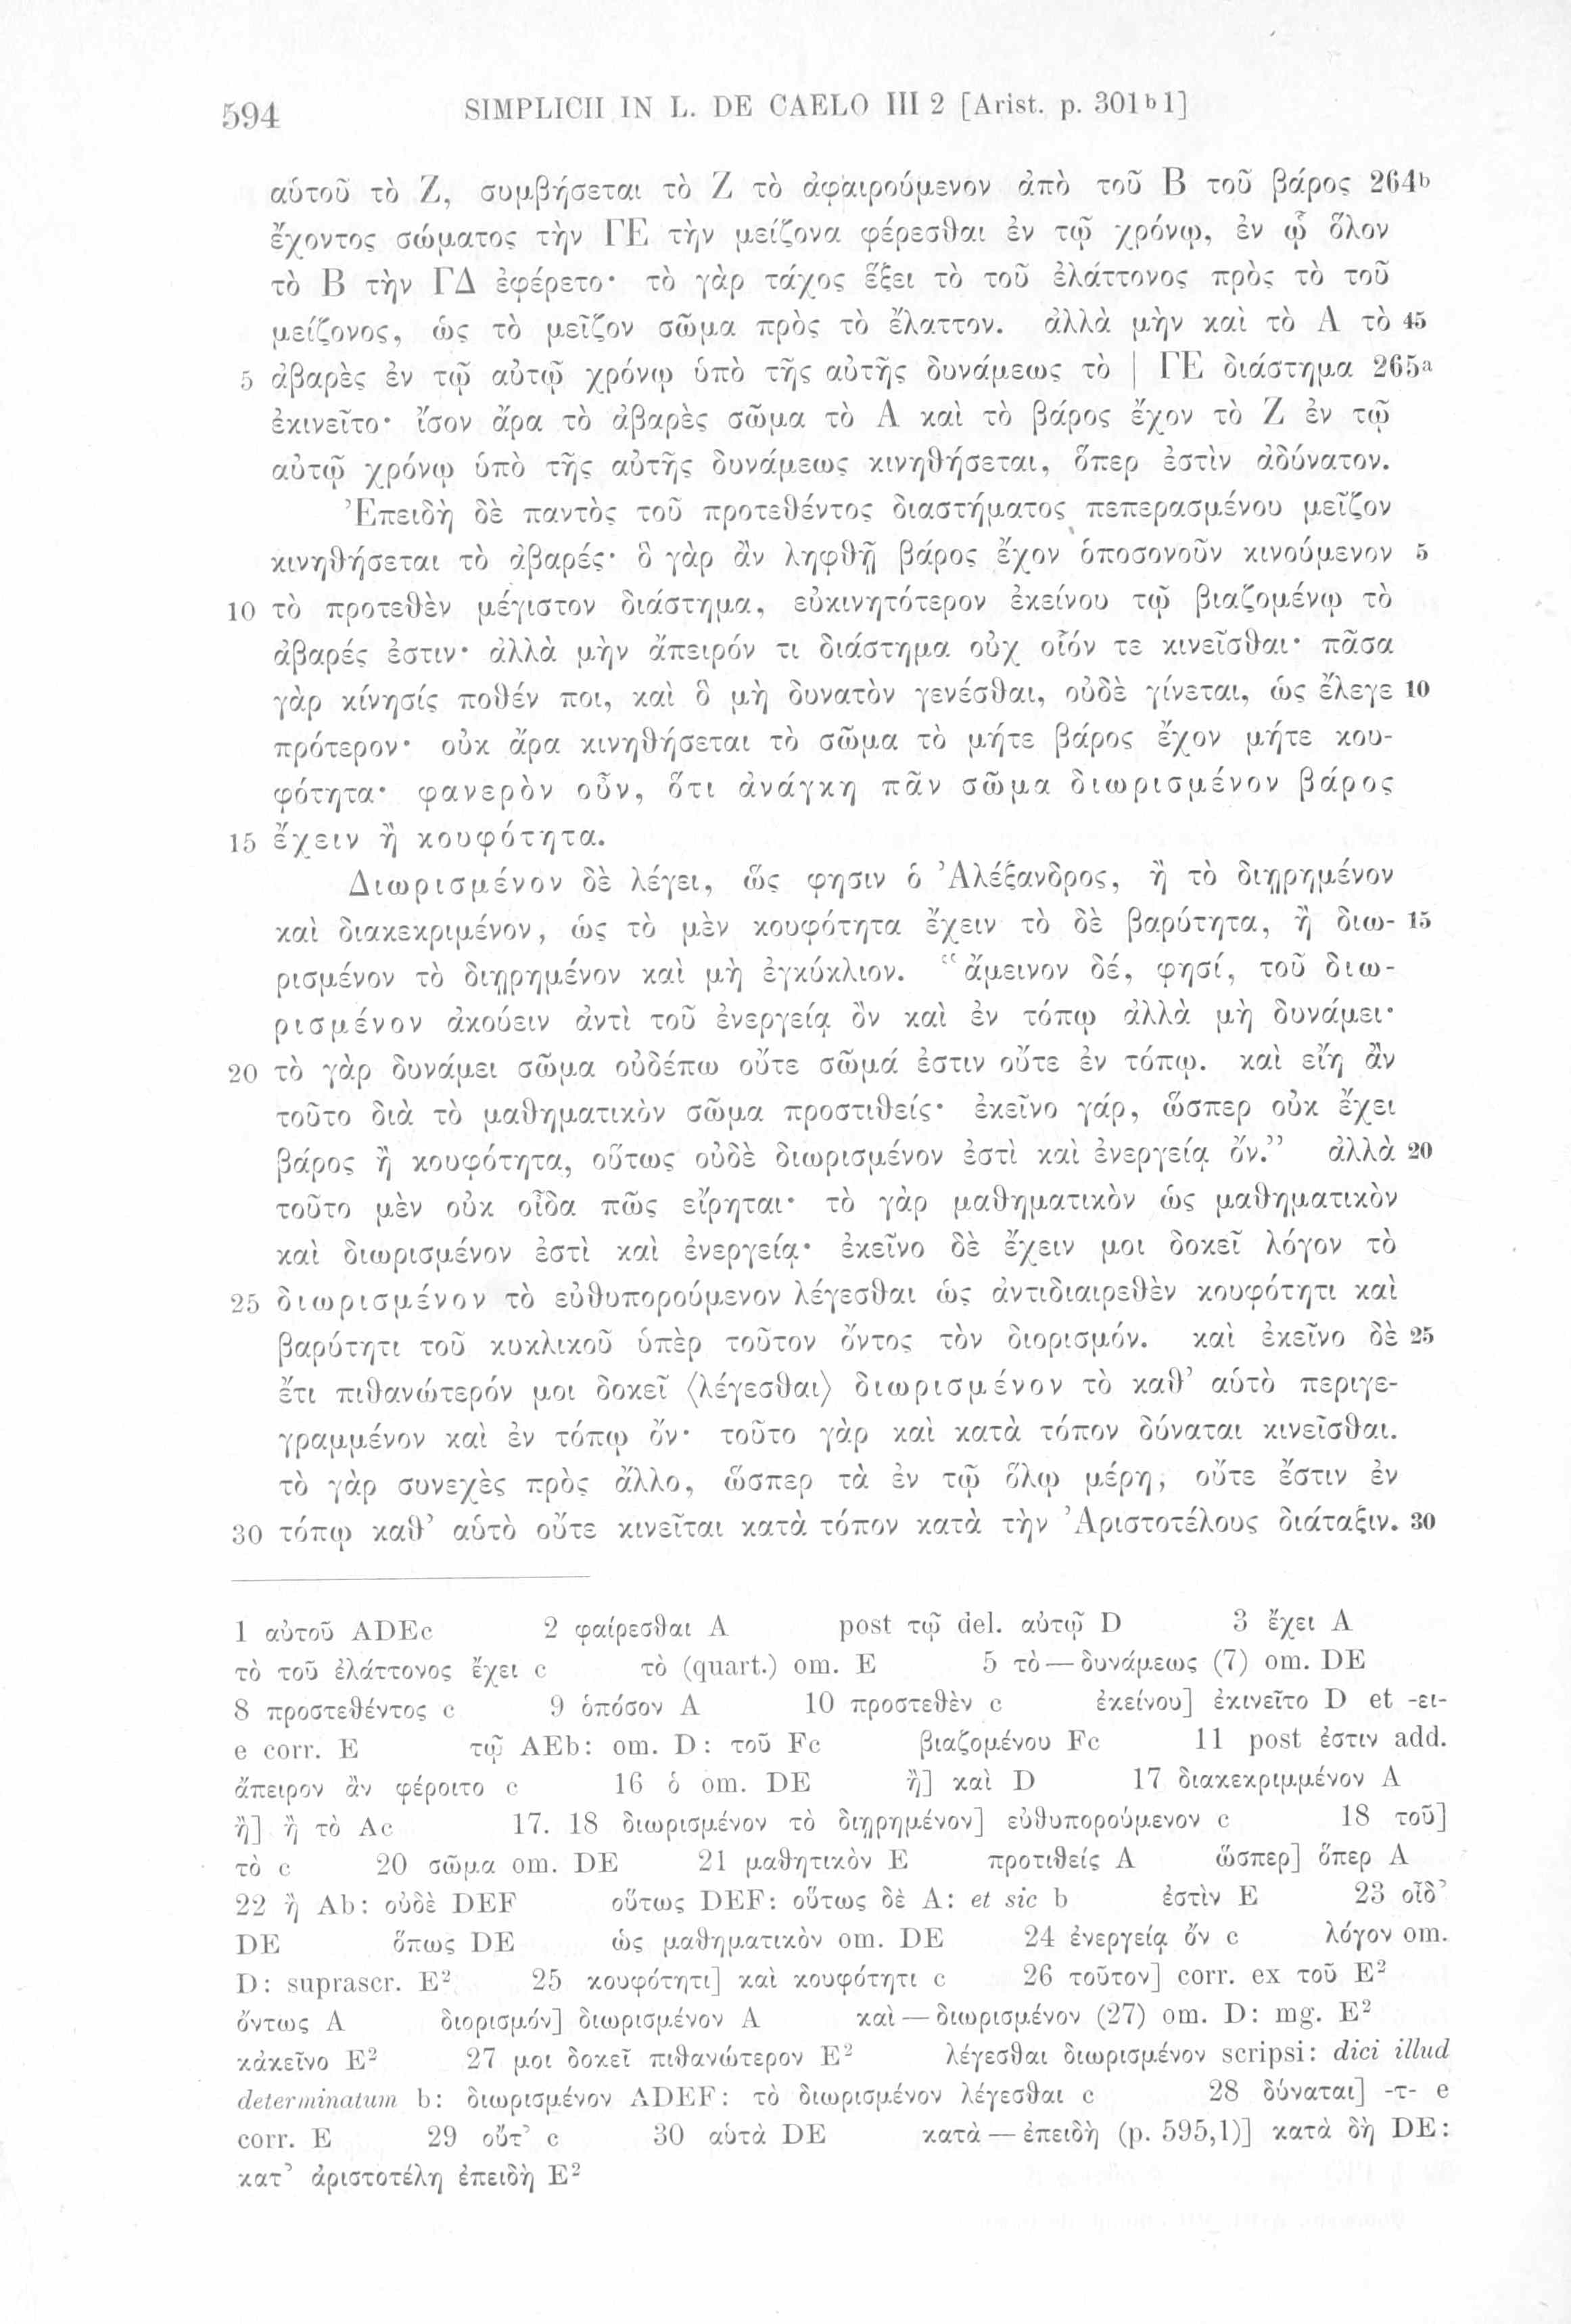 594 SIMPLICII IN L. DE CAELO III 2 [Arist. p. 301ᵇ1]
αὑτοῦ τὸ Ζ, συμβήσεται τὸ Ζ τὸ ἀφαιρούμενον ἀπὸ τοῦ Β τοῦ βάρος 264ᵇ
ἔχοντος σώματος τὴν ΓΕ τὴν μείζονα φέρεσθαι ἐν τῷ χρόνῳ, ἐν ᾧ ὅλον
τὸ Β τὴν ΓΔ ἐφέρετο· τὸ γὰρ τάχος ἕξει τὸ τοῦ ἐλάττονος πρὸς τὸ τοῦ
μείζονος, ὡς τὸ μεῖζον σῶμα πρὸς τὸ ἔλαττον. ἀλλὰ μὴν καὶ τὸ Α τὸ 45
5 ἀβαρὲς ἐν τῷ αὐτῷ χρόνῳ ὑπὸ τῆς αὐτῆς δυνάμεως τὸ | ΓΕ διάστημα 265ᵃ
ἐκινεῖτο· ἴσον ἄρα τὸ ἀβαρὲς σῶμα τὸ Α καὶ τὸ βάρος ἔχον τὸ Ζ ἐν τῷ
αὐτῷ χρόνῳ ὑπὸ τῆς αὐτῆς δυνάμεως κινηθήσεται, ὅπερ ἐστὶν ἀδύνατον.
Ἐπειδὴ δὲ παντὸς τοῦ προτεθέντος διαστήματος πεπερασμένου μεῖζον
κινηθήσεται τὸ ἀβαρές· ὃ γὰρ ἂν ληφθῇ βάρος ἔχον ὁποσονοῦν κινούμενον 5
10 τὸ προτεθὲν μέγιστον διάστημα, εὐκινητότερον ἐκείνου τῷ βιαζομένῳ τὸ
ἀβαρές ἐστιν· ἀλλὰ μὴν ἄπειρόν τι διάστημα οὐχ οἷόν τε κινεῖσθαι· πᾶσα
γὰρ κίνησίς ποθέν ποι, καὶ ὃ μὴ δυνατὸν γενέσθαι, οὐδὲ γίνεται, ὡς ἔλεγε 10
πρότερον· οὐκ ἄρα κινηθήσεται τὸ σῶμα τὸ μήτε βάρος ἔχον μήτε κου-
φότητα· φανερὸν οὖν, ὅτι ἀνάγκη πᾶν σῶμα διωρισμένον βάρος
15 ἔχειν ἢ κουφότητα.
Διωρισμένον δὲ λέγει, ὥς φησιν ὁ Ἀλέξανδρος, ἢ τὸ διῃρημένον
καὶ διακεκριμένον, ὡς τὸ μὲν κουφότητα ἔχειν τὸ δὲ βαρύτητα, ἢ διω- 15
ρισμένον τὸ διῃρημένον καὶ μὴ ἐγκύκλιον. “ἄμεινον δέ, φησί, τοῦ διω-
ρισμένον ἀκούειν ἀντὶ τοῦ ἐνεργείᾳ ὂν καὶ ἐν τόπῳ ἀλλὰ μὴ δυνάμει·
20 τὸ γὰρ δυνάμει σῶμα οὐδέπω οὔτε σῶμά ἐστιν οὔτε ἐν τόπῳ. καὶ εἴη ἂν
τοῦτο διὰ τὸ μαθηματικὸν σῶμα προστιθείς· ἐκεῖνο γάρ, ὥσπερ οὐκ ἔχει
βάρος ἢ κουφότητα, οὕτως οὐδὲ διωρισμένον ἐστὶ καὶ ἐνεργείᾳ ὄν.” ἀλλὰ 20
τοῦτο μὲν οὐκ οἶδα πῶς εἴρηται· τὸ γὰρ μαθηματικὸν ὡς μαθηματικὸν
καὶ διωρισμένον ἐστὶ καὶ ἐνεργείᾳ· ἐκεῖνο δὲ ἔχειν μοι δοκεῖ λόγον τὸ
25 διωρισμένον τὸ εὐθυπορούμενον λέγεσθαι ὡς ἀντιδιαιρεθὲν κουφότητι καὶ
βαρύτητι τοῦ κυκλικοῦ ὑπὲρ τοῦτον ὄντος τὸν διορισμόν. καὶ ἐκεῖνο δὲ 25
ἔτι πιθανώτερόν μοι δοκεῖ ⟨λέγεσθαι⟩ διωρισμένον τὸ καθ’ αὑτὸ περιγε-
γραμμένον καὶ ἐν τόπῳ ὄν· τοῦτο γὰρ καὶ κατὰ τόπον δύναται κινεῖσθαι.
τὸ γὰρ συνεχὲς πρὸς ἄλλο, ὥσπερ τὰ ἐν τῷ ὅλῳ μέρη, οὔτε ἔστιν ἐν
30 τόπῳ καθ’ αὑτὸ οὔτε κινεῖται κατὰ τόπον κατὰ τὴν Ἀριστοτέλους διάταξιν. 30
1 αὐτοῦ ADEc 2 φαίρεσθαι A post τῷ del. αὐτῷ D 3 ἔχει A
τὸ τοῦ ἐλάττονος ἔχει c τὸ (quart.) om. E 5 τὸ — δυνάμεως (7) om. DE
8 προστεθέντος c 9 ὁπόσον A 10 προστεθὲν c ἐκείνου] ἐκινεῖτο D et -ει-
e corr. E τῷ AEb: om. D: τοῦ Fc βιαζομένου Fc 11 post ἐστιν add.
ἄπειρον ἂν φέροιτο c 16 ὁ om. DE ἢ] καὶ D 17 διακεκριμμένον A
ἢ] ἢ τὸ Ac 17. 18 διωρισμένον τὸ διῃρημένον] εὐθυπορούμενον c 18 τοῦ]
τὸ c 20 σῶμα om. DE 21 μαθητικὸν E προτιθείς A ὥσπερ] ὅπερ A
22 ἢ Ab: οὐδὲ DEF οὕτως DEF: οὕτως δὲ A: et sic b ἐστὶν E 23 οἶδ’
DE ὅπως DE ὡς μαθηματικὸν om. DE 24 ἐνεργείᾳ ὄν c λόγον om.
D: suprascr. E² 25 κουφότητι] καὶ κουφότητι c 26 τοῦτον] corr. ex τοῦ E²
ὄντως A διορισμόν] διωρισμένον A καὶ — διωρισμένον (27) om. D: mg. E²
κἀκεῖνο E² 27 μοι δοκεῖ πιθανώτερον E² λέγεσθαι διωρισμένον scripsi: dici illud
determinatum b: διωρισμένον ADEF: τὸ διωρισμένον λέγεσθαι c 28 δύναται] -τ- e
corr. E 29 οὔτ’ c 30 αὑτὰ DE κατὰ — ἐπειδὴ (p. 595,1)] κατὰ δὴ DE:
κατ’ ἀριστοτέλη ἐπειδὴ E²